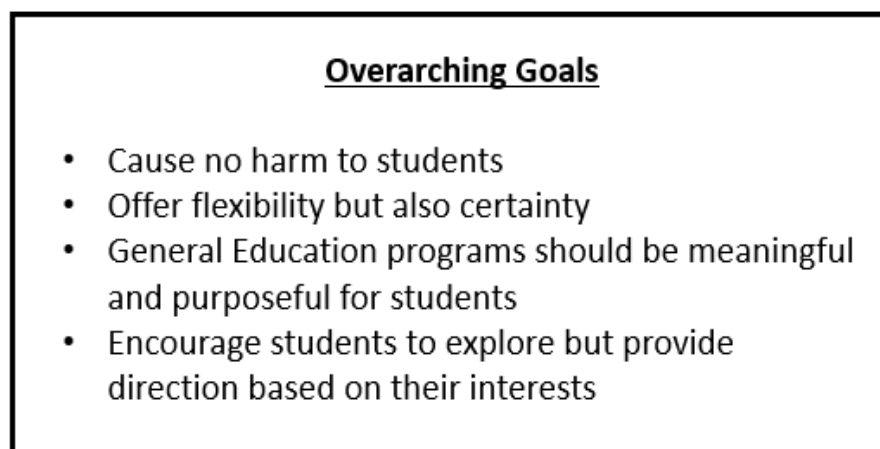 Overarching Goals
• Cause no harm to students
• Offer flexibility but also certainty
• General Education programs should be meaningful
and purposeful for students
• Encourage students to explore but provide
direction based on their interests